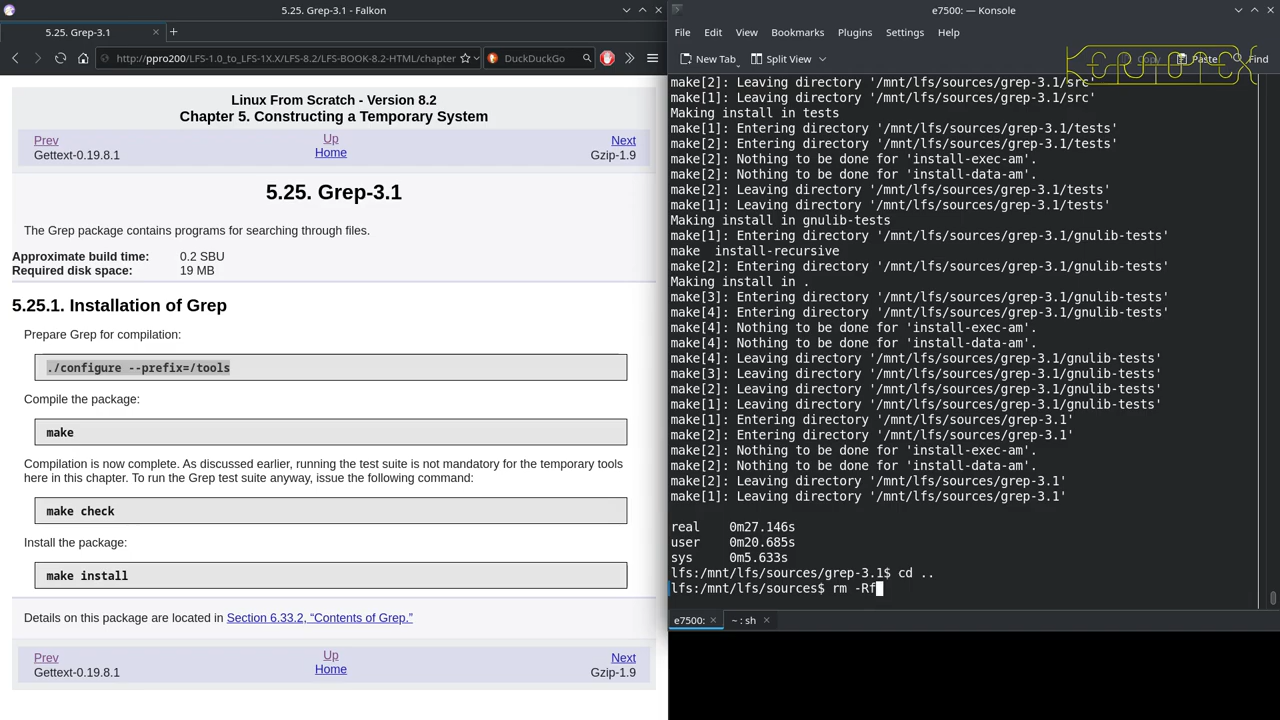 5.25. Grep-3.1 - Falkon
5.25. Grep-3.1
http://ppro200/LFS-1.0_to_LFS-1X.X/LFS-8.2/LFS-BOOK-8.2-HTML/chapter
DuckDuckGo
Linux From Scratch - Version 8.2
Chapter 5. Constructing a Temporary System
Prev
Up
Next
Gettext-0.19.8.1
Home
Gzip-1.9
5.25. Grep-3.1
The Grep package contains programs for searching through files.
Approximate build time: 0.2 SBU
Required disk space: 19 MB
5.25.1. Installation of Grep
Prepare Grep for compilation:
./configure --prefix=/tools
Compile the package:
make
Compilation is now complete. As discussed earlier, running the test suite is not mandatory for the temporary tools
here in this chapter. To run the Grep test suite anyway, issue the following command:
make check
Install the package:
make install
Details on this package are located in Section 6.33.2, “Contents of Grep.”
Prev
Up
Next
Gettext-0.19.8.1
Home
Gzip-1.9
e7500: — Konsole
File Edit View Bookmarks Plugins Settings Help
New Tab Split View Copy Paste Find
make[2]: Leaving directory '/mnt/lfs/sources/grep-3.1/src'
make[1]: Leaving directory '/mnt/lfs/sources/grep-3.1/src'
Making install in tests
make[1]: Entering directory '/mnt/lfs/sources/grep-3.1/tests'
make[2]: Entering directory '/mnt/lfs/sources/grep-3.1/tests'
make[2]: Nothing to be done for 'install-exec-am'.
make[2]: Nothing to be done for 'install-data-am'.
make[2]: Leaving directory '/mnt/lfs/sources/grep-3.1/tests'
make[1]: Leaving directory '/mnt/lfs/sources/grep-3.1/tests'
Making install in gnulib-tests
make[1]: Entering directory '/mnt/lfs/sources/grep-3.1/gnulib-tests'
make  install-recursive
make[2]: Entering directory '/mnt/lfs/sources/grep-3.1/gnulib-tests'
Making install in .
make[3]: Entering directory '/mnt/lfs/sources/grep-3.1/gnulib-tests'
make[4]: Entering directory '/mnt/lfs/sources/grep-3.1/gnulib-tests'
make[4]: Nothing to be done for 'install-exec-am'.
make[4]: Nothing to be done for 'install-data-am'.
make[4]: Leaving directory '/mnt/lfs/sources/grep-3.1/gnulib-tests'
make[3]: Leaving directory '/mnt/lfs/sources/grep-3.1/gnulib-tests'
make[2]: Leaving directory '/mnt/lfs/sources/grep-3.1/gnulib-tests'
make[1]: Leaving directory '/mnt/lfs/sources/grep-3.1/gnulib-tests'
make[1]: Entering directory '/mnt/lfs/sources/grep-3.1'
make[2]: Entering directory '/mnt/lfs/sources/grep-3.1'
make[2]: Nothing to be done for 'install-exec-am'.
make[2]: Nothing to be done for 'install-data-am'.
make[2]: Leaving directory '/mnt/lfs/sources/grep-3.1'
make[1]: Leaving directory '/mnt/lfs/sources/grep-3.1'
real 0m27.146s
user 0m20.685s
sys 0m5.633s
lfs:/mnt/lfs/sources/grep-3.1$ cd ..
lfs:/mnt/lfs/sources$ rm -Rf
e7500:
~ : sh